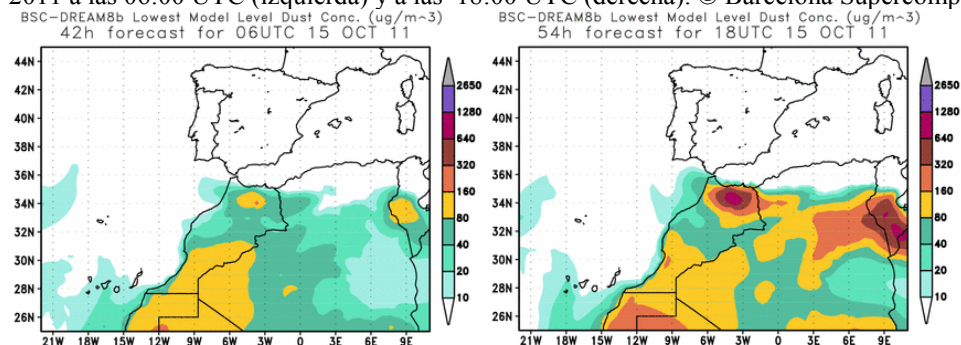 2011 a las 06:00 UTC (izquierda) y a las 18:00 UTC (derecha). © Barcelona Supercomp
BSC-DREAM8b Lowest Model Level Dust Conc. (ug/m^3)
42h forecast for 06UTC 15 OCT 11
44N
42N
40N
38N
36N
34N
32N
30N
28N
26N
21W 18W 15W 12W 9W 6W 3W 0 3E 6E 9E
2650
1280
640
320
160
80
40
20
10
BSC-DREAM8b Lowest Model Level Dust Conc. (ug/m^3)
54h forecast for 18UTC 15 OCT 11
44N
42N
40N
38N
36N
34N
32N
30N
28N
26N
21W 18W 15W 12W 9W 6W 3W 0 3E 6E 9E
2650
1280
640
320
160
80
40
20
10